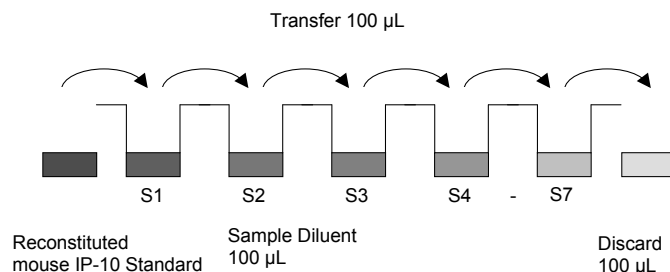 Transfer 100 µL
S1 S2 S3 S4 - S7
Reconstituted
mouse IP-10 Standard
Sample Diluent
100 µL
Discard
100 µL